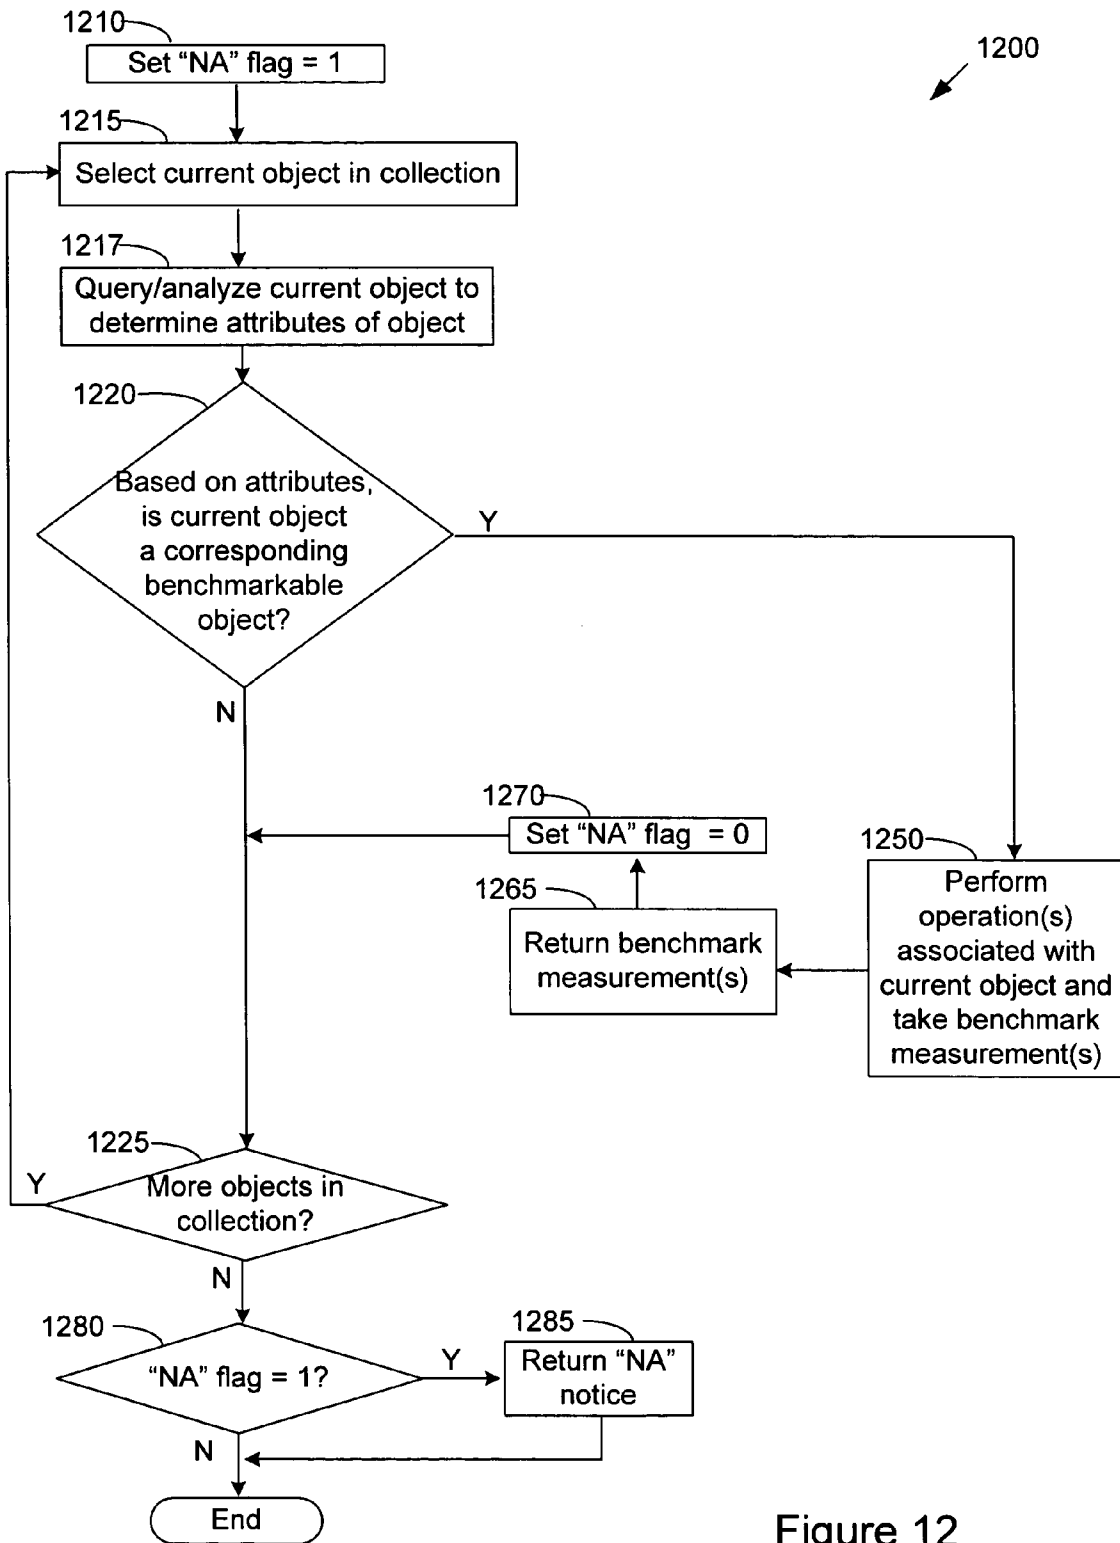 1210
Set “NA” flag = 1
1200
1215
Select current object in collection
1217
Query/analyze current object to
determine attributes of object
1220
Based on attributes,
is current object
a corresponding
benchmarkable
object?
Y
N
1270
Set “NA” flag = 0
1250
Perform
operation(s)
associated with
current object and
take benchmark
measurement(s)
1265
Return benchmark
measurement(s)
1225
More objects in
collection?
Y
N
1280
“NA” flag = 1?
Y
N
1285
Return “NA”
notice
End
Figure 12